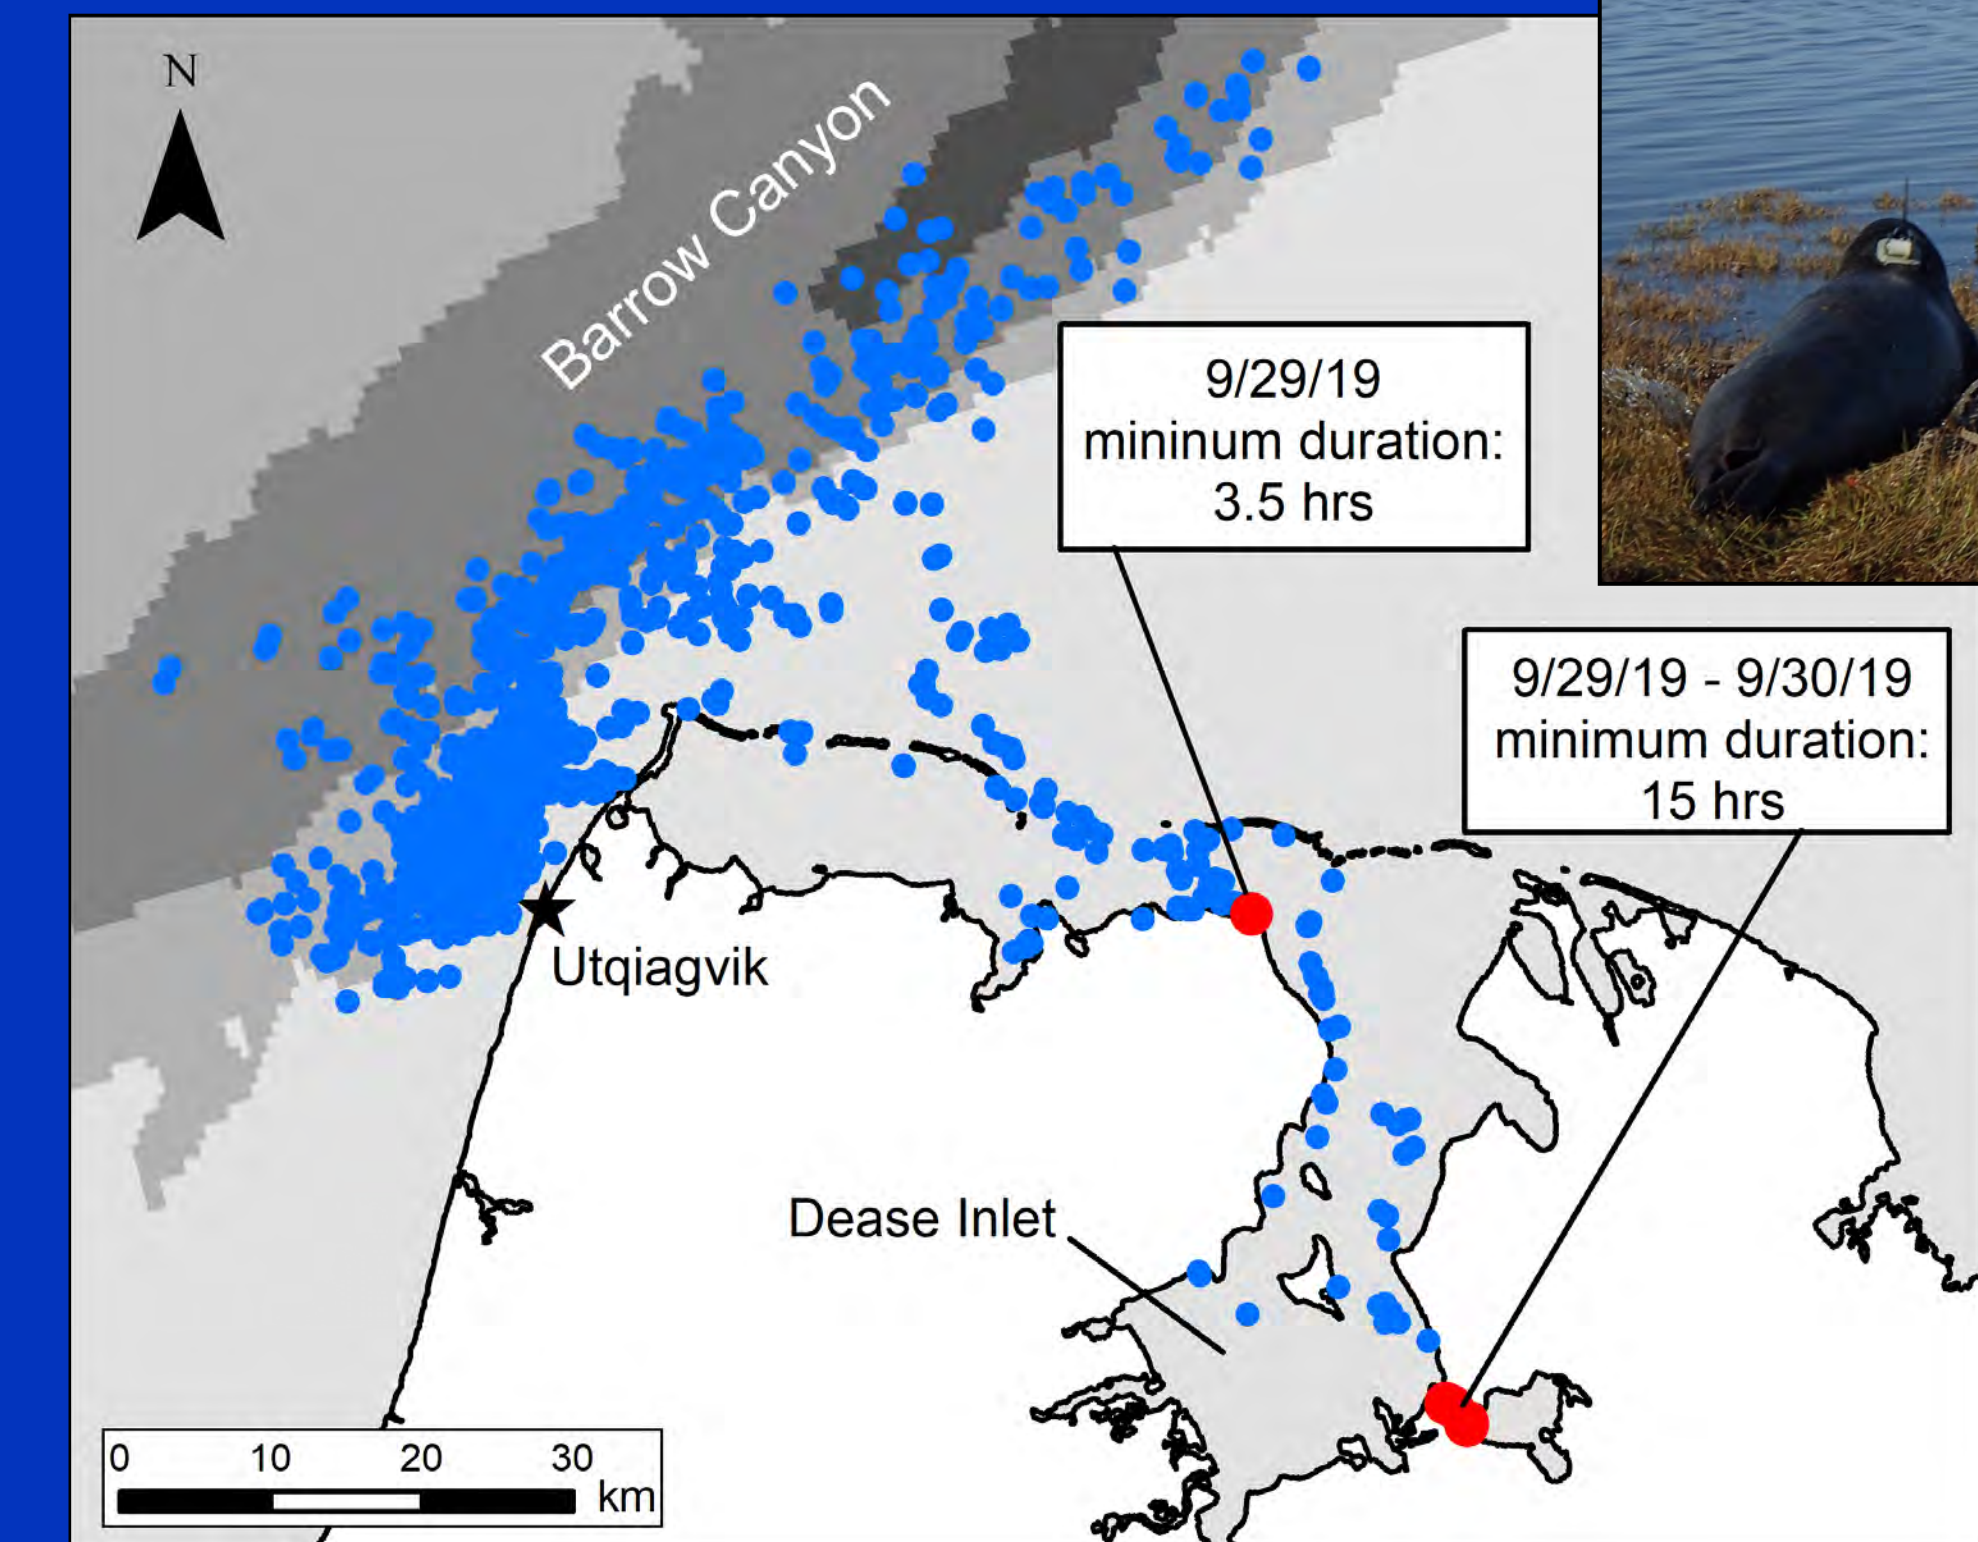 N
Barrow Canyon
9/29/19
mininum duration:
3.5 hrs
9/29/19 - 9/30/19
minimum duration:
15 hrs
Utqiagvik
Dease Inlet
0 10 20 30
km